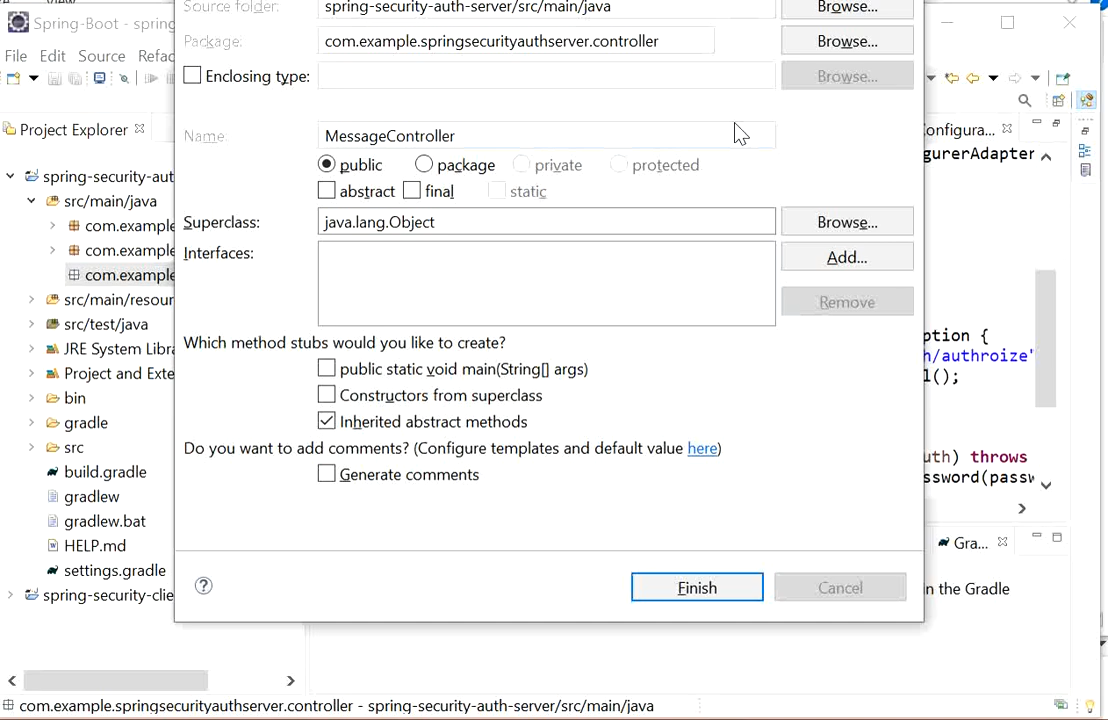 Source folder:
spring-security-auth-server/src/main/java
Browse...
Spring-Boot - spring
Package:
com.example.springsecurityauthserver.controller
Browse...
File Edit Source Refac
Enclosing type:
Browse...
Project Explorer
Configura...
Name:
MessageController
gurerAdapter
public
package
private
protected
spring-security-aut
abstract
final
static
src/main/java
Superclass:
java.lang.Object
Browse...
com.example
Interfaces:
Add...
com.example
com.example
src/main/resour
Remove
src/test/java
ption {
Which method stubs would you like to create?
JRE System Libra
h/authroize"
public static void main(String[] args)
Project and Exte
l();
Constructors from superclass
bin
Inherited abstract methods
gradle
Do you want to add comments? (Configure templates and default value here)
src
uth) throws
Generate comments
build.gradle
ssword(passw
gradlew
gradlew.bat
HELP.md
Gra...
settings.gradle
Finish
Cancel
in the Gradle
spring-security-clie
com.example.springsecurityauthserver.controller - spring-security-auth-server/src/main/java